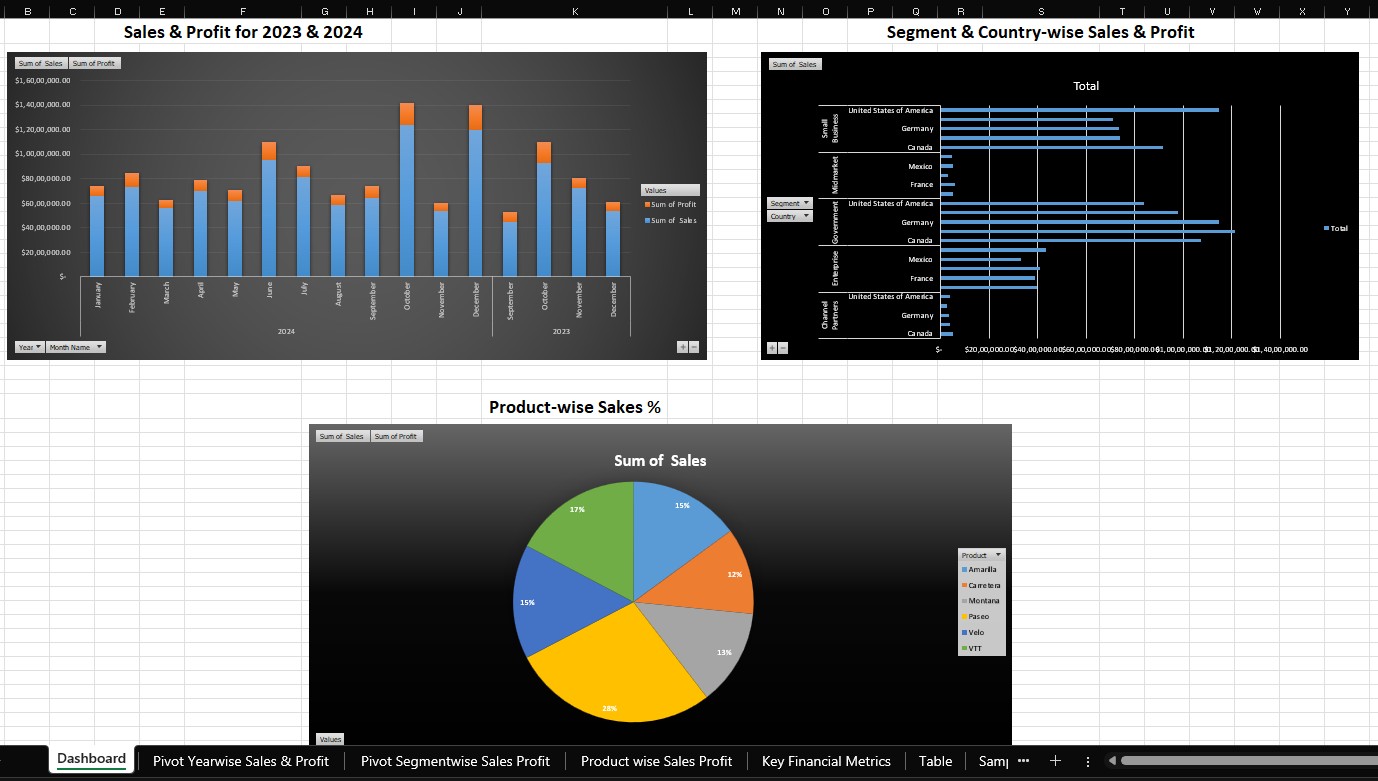 B C D E F G H I J K L M N O P Q R S T U V W X Y
Sales & Profit for 2023 & 2024
Sum of Sales Sum of Profit
$1,60,00,000.00
$1,40,00,000.00
$1,20,00,000.00
$1,00,00,000.00
$80,00,000.00
$60,00,000.00
$40,00,000.00
$20,00,000.00
$-
January February March April May June July August September October November December September October November December
2024 2023
Values
Sum of Profit
Sum of Sales
Year Month Name
+ −
Segment & Country-wise Sales & Profit
Sum of Sales
Total
Small Business
United States of America
Germany
Canada
Midmarket
Mexico
France
Government
United States of America
Germany
Canada
Enterprise
Mexico
France
Channel Partners
United States of America
Germany
Canada
Segment
Country
Total
+ −
$- $20,00,000.00 $40,00,000.00 $60,00,000.00 $80,00,000.00 $1,00,00,000.00 $1,20,00,000.00 $1,40,00,000.00
Product-wise Sakes %
Sum of Sales Sum of Profit
Sum of Sales
15%
12%
13%
28%
15%
17%
Product
Amarilla
Carretera
Montana
Paseo
Velo
VTT
Values
Dashboard Pivot Yearwise Sales & Profit Pivot Segmentwise Sales Profit Product wise Sales Profit Key Financial Metrics Table Samp